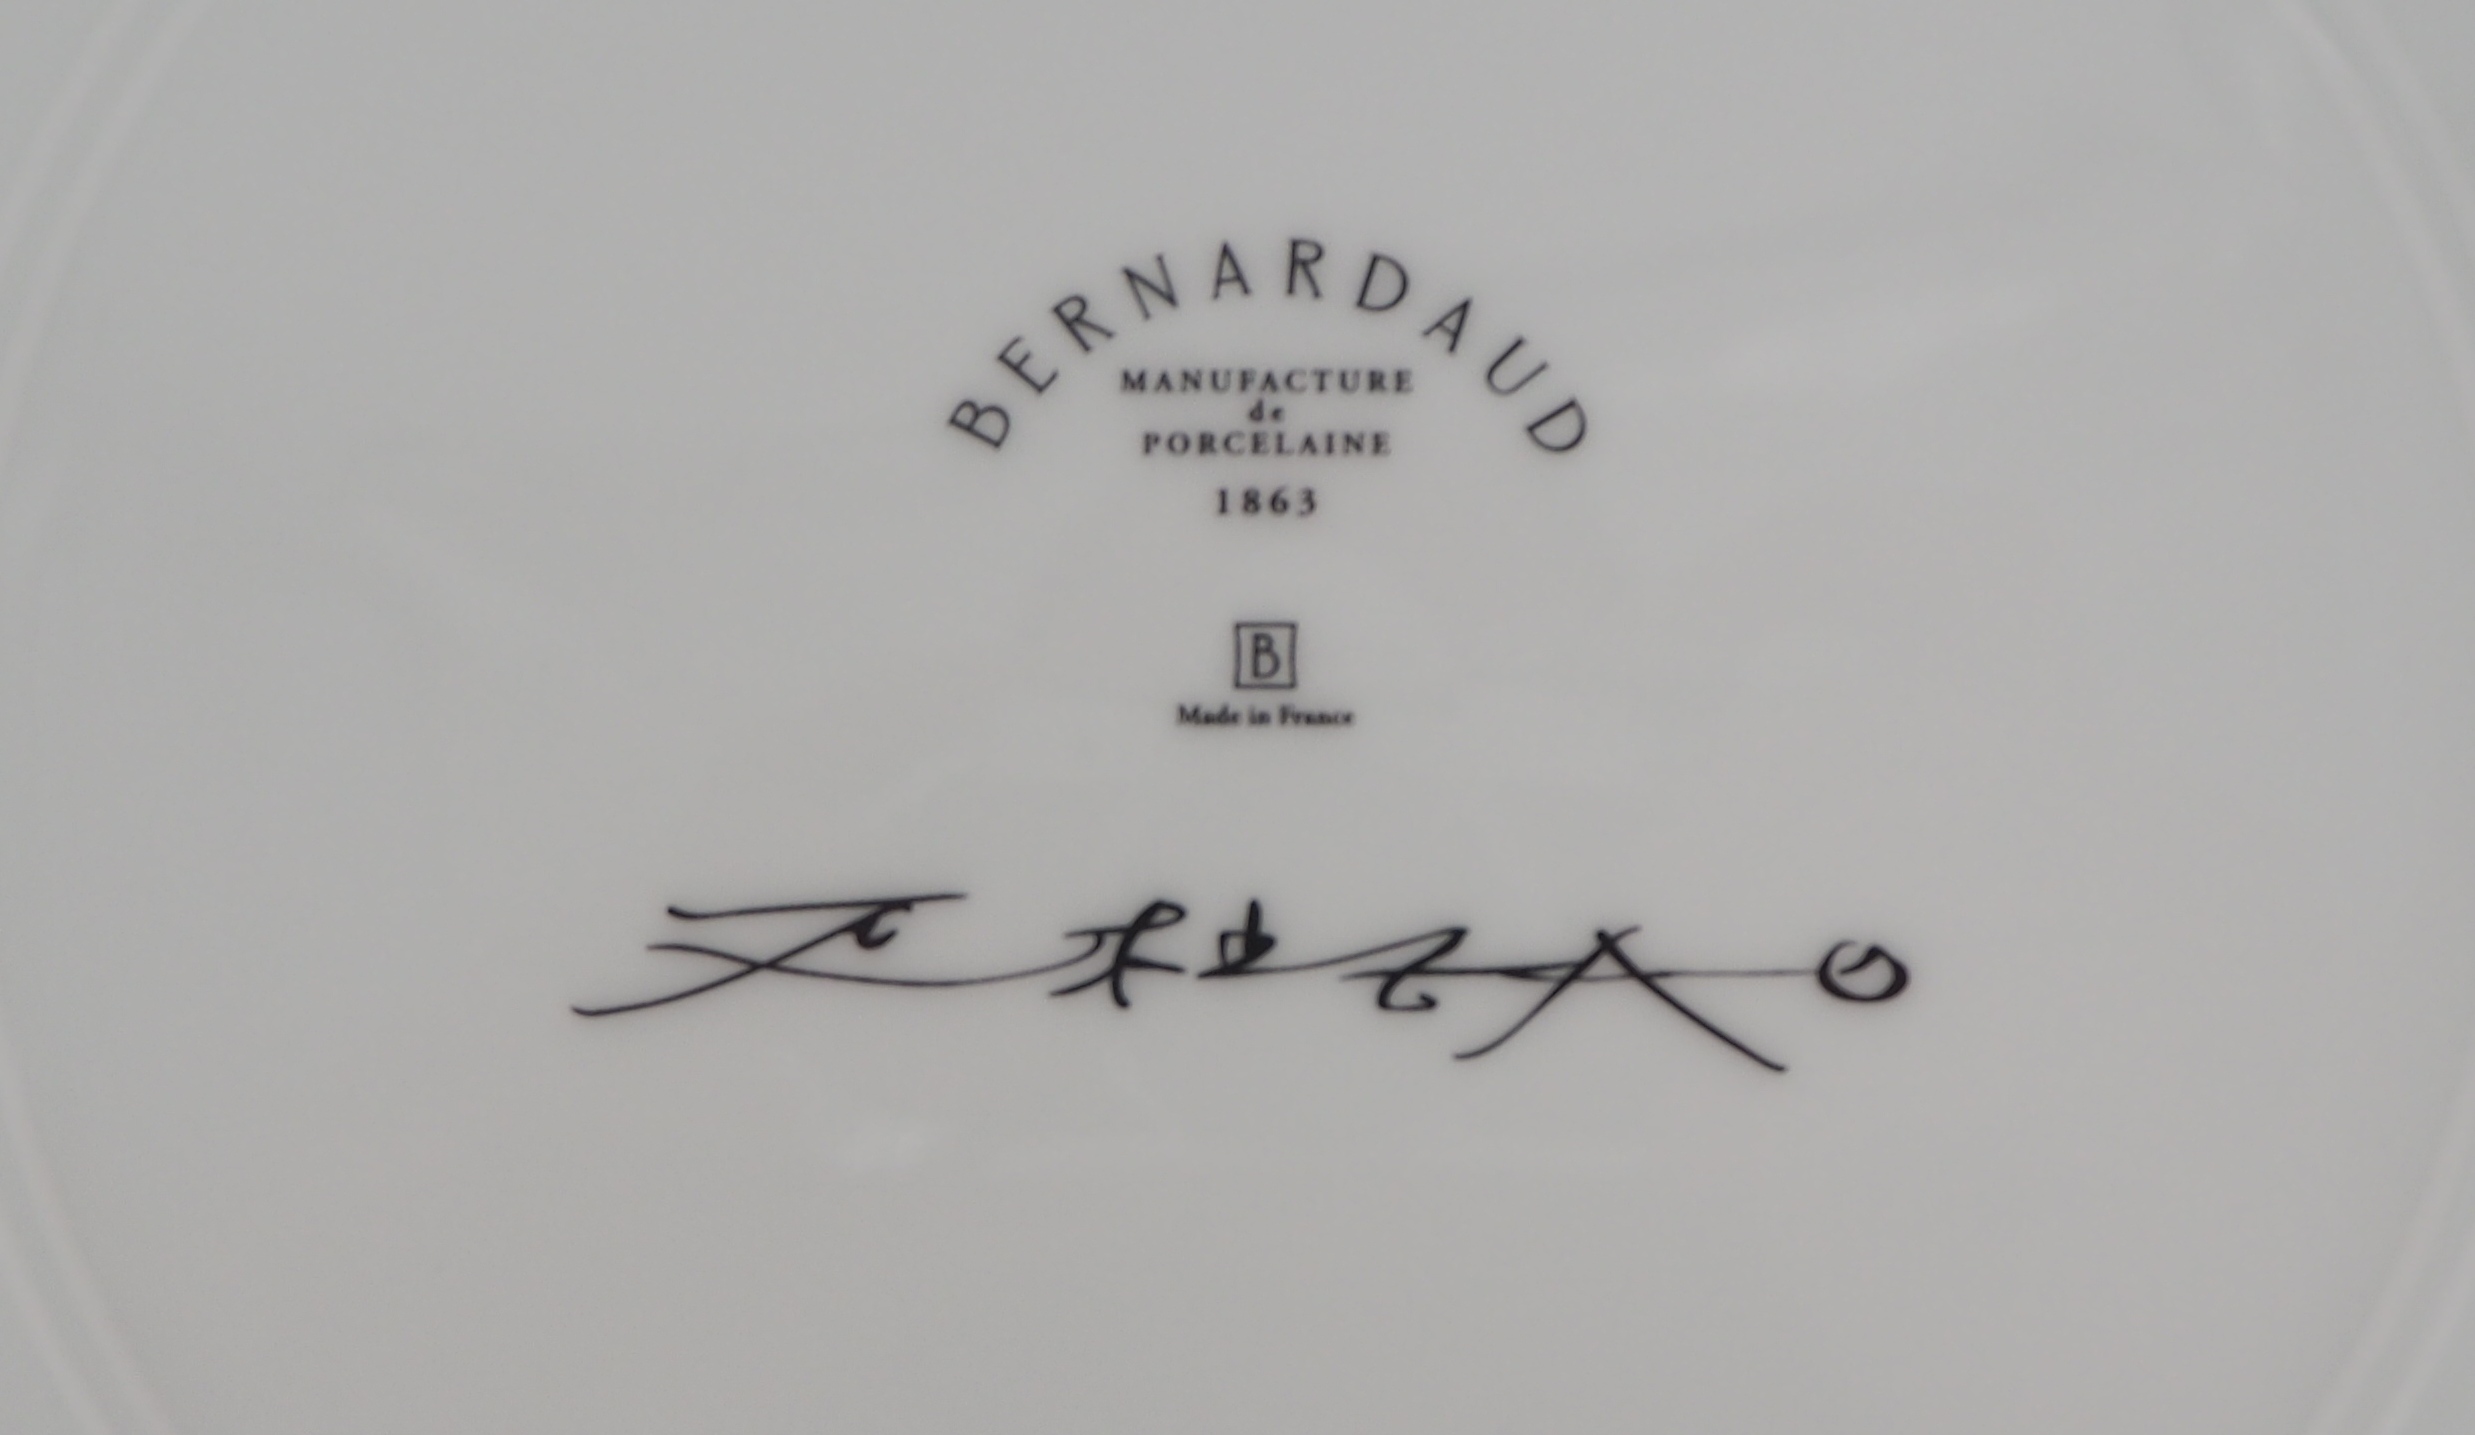 BERNARDAUD
MANUFACTURE
de
PORCELAINE
1863
B
Made in France